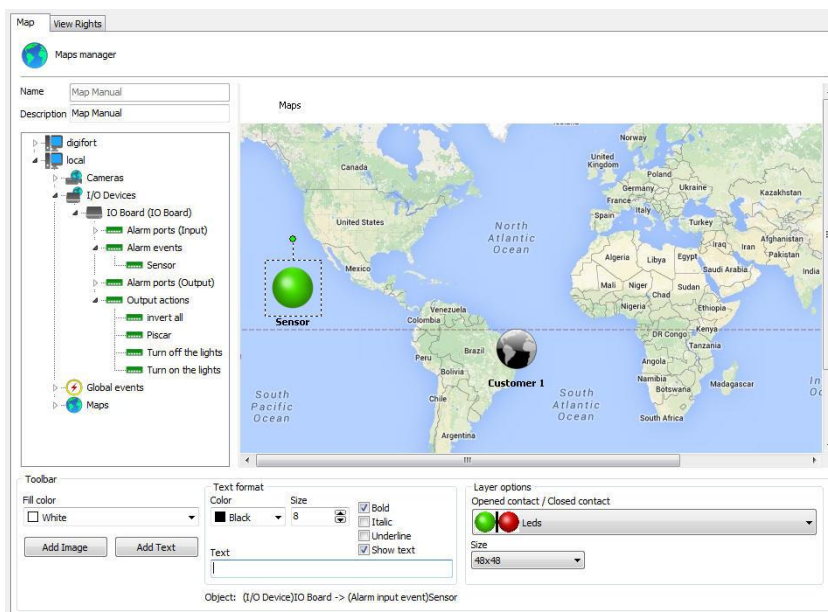 Map
View Rights
Maps manager
Name Map Manual
Description Map Manual
digifort
local
Cameras
I/O Devices
IO Board (IO Board)
Alarm ports (Input)
Alarm events
Sensor
Alarm ports (Output)
Output actions
invert all
Piscar
Turn off the lights
Turn on the lights
Global events
Maps
Maps
Norway
United Kingdom
Poland
Germany
Ukraine
France
Kazakhstan
Spain
Italy
Turkey
Canada
United States
Mexico
North Atlantic Ocean
Algeria
Libya
Egypt
Iraq
Iran
Afghanistan
Pakistan
Saudi Arabia
India
Mali
Niger
Chad
Sudan
Nigeria
Ethiopia
Venezuela
Colombia
DR Congo
Kenya
Tanzania
Peru
Brazil
Bolivia
Angola
Namibia
Botswana
Madagascar
Chile
South Africa
Argentina
South Pacific Ocean
South Atlantic Ocean
In
Oc
Sensor
Customer 1
Toolbar
Fill color
White
Add Image
Add Text
Text format
Color
Black
Size
8
Bold
Italic
Underline
Show text
Text
Layer options
Opened contact / Closed contact
Leds
Size
48x48
Object: (I/O Device)IO Board -> (Alarm input event)Sensor